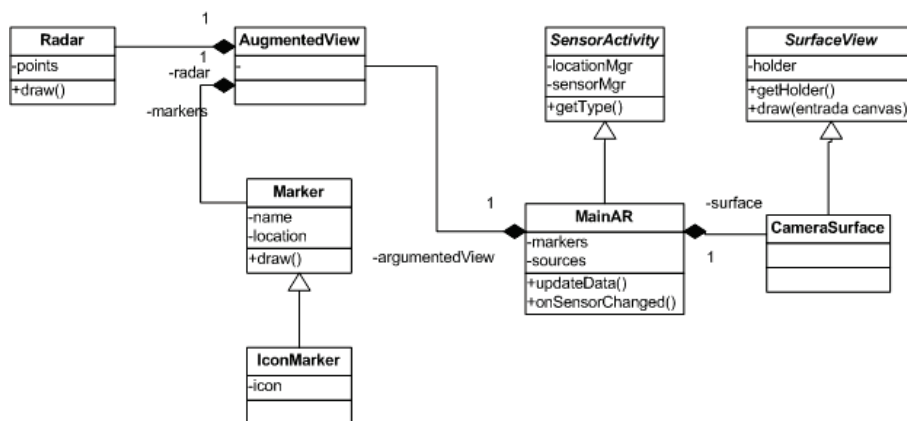 Radar
-points
+draw()
1
1
-radar
-markers
AugmentedView
-
Marker
-name
-location
+draw()
IconMarker
-icon
SensorActivity
-locationMgr
-sensorMgr
+getType()
1
-argumentedView
MainAR
-markers
-sources
+updateData()
+onSensorChanged()
-surface
1
SurfaceView
-holder
+getHolder()
+draw(entrada canvas)
CameraSurface